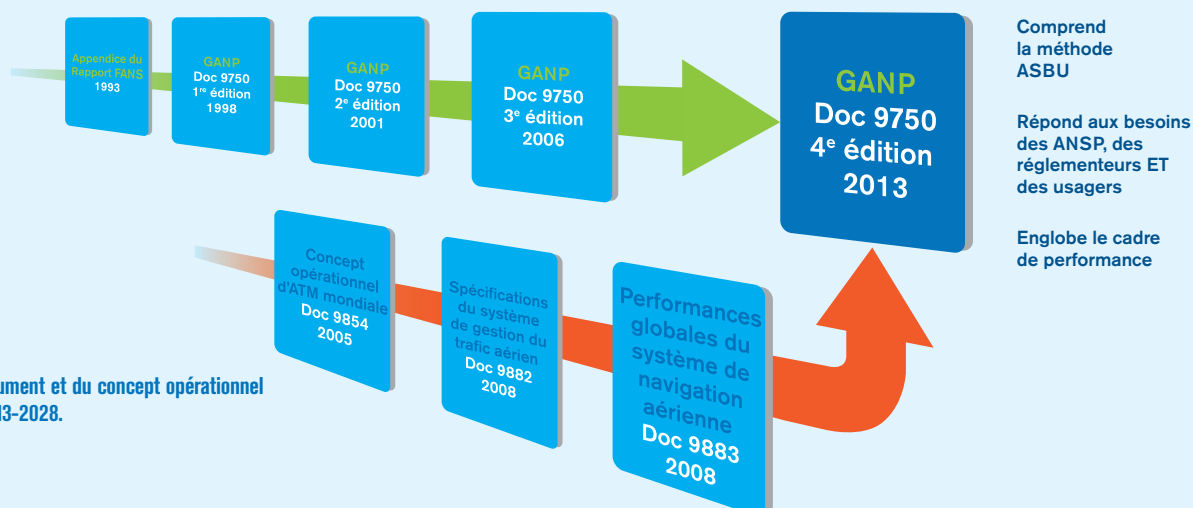 Appendice du
Rapport FANS
1993
GANP
Doc 9750
1re édition
1998
GANP
Doc 9750
2e édition
2001
GANP
Doc 9750
3e édition
2006
GANP
Doc 9750
4e édition
2013
Comprend
la méthode
ASBU
Répond aux besoins
des ANSP, des
réglementeurs ET
des usagers
Englobe le cadre
de performance
Concept
opérationnel
d'ATM mondiale
Doc 9854
2005
Spécifications
du système
de gestion du
trafic aérien
Doc 9882
2008
Performances
globales du
système de
navigation
aérienne
Doc 9883
2008
et du concept opérationnel